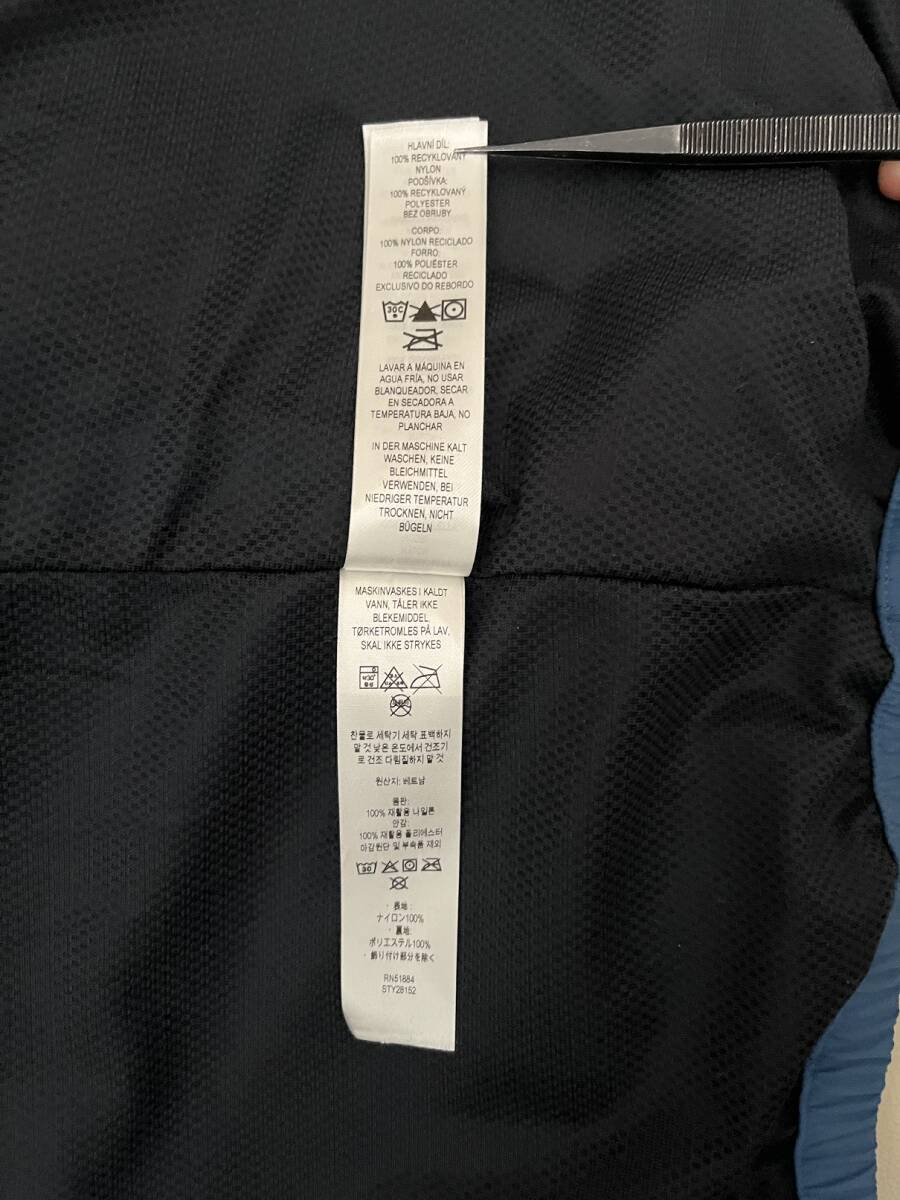 HLAVNÍ DÍL:
100% RECYKLOVANÝ
NYLON
PODŠÍVKA:
100% RECYKLOVANÝ
POLYESTER
BEZ OBRUBY
CORPO:
100% NYLON RECICLADO
FORRO:
100% POLIÉSTER
RECICLADO
EXCLUSIVO DO REBORDO
30C
LAVAR A MÁQUINA EN
AGUA FRÍA, NO USAR
BLANQUEADOR, SECAR
EN SECADORA A
TEMPERATURA BAJA, NO
PLANCHAR
IN DER MASCHINE KALT
WASCHEN, KEINE
BLEICHMITTEL
VERWENDEN, BEI
NIEDRIGER TEMPERATUR
TROCKNEN, NICHT
BÜGELN
MASKINVASKES I KALDT
VANN, TÅLER IKKE
BLEKEMIDDEL.
TØRKETROMLES PÅ LAV,
SKAL IKKE STRYKES
찬물로 세탁기 세탁 표백하지
말 것 낮은 온도에서 건조기
로 건조 다림질하지 말 것
원산지: 베트남
몸판:
100% 재활용 나일론
안감:
100% 재활용 폴리에스터
마감원단 및 부속품 제외
30
・ 表地 :
ナイロン100%
・ 裏地:
ポリエステル100%
・ 飾り付け部分を除く
RN51884
STY28152